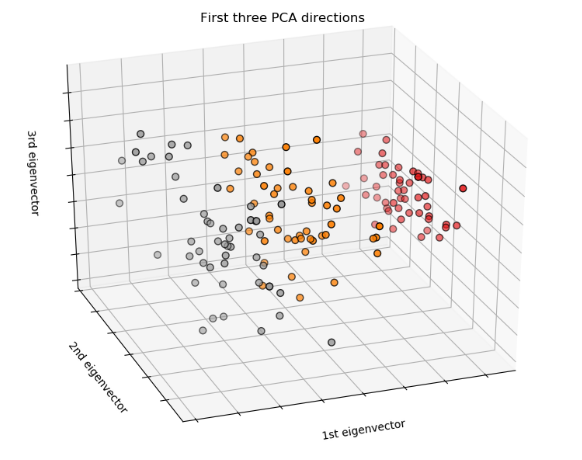 First three PCA directions
3rd eigenvector
2nd eigenvector
1st eigenvector